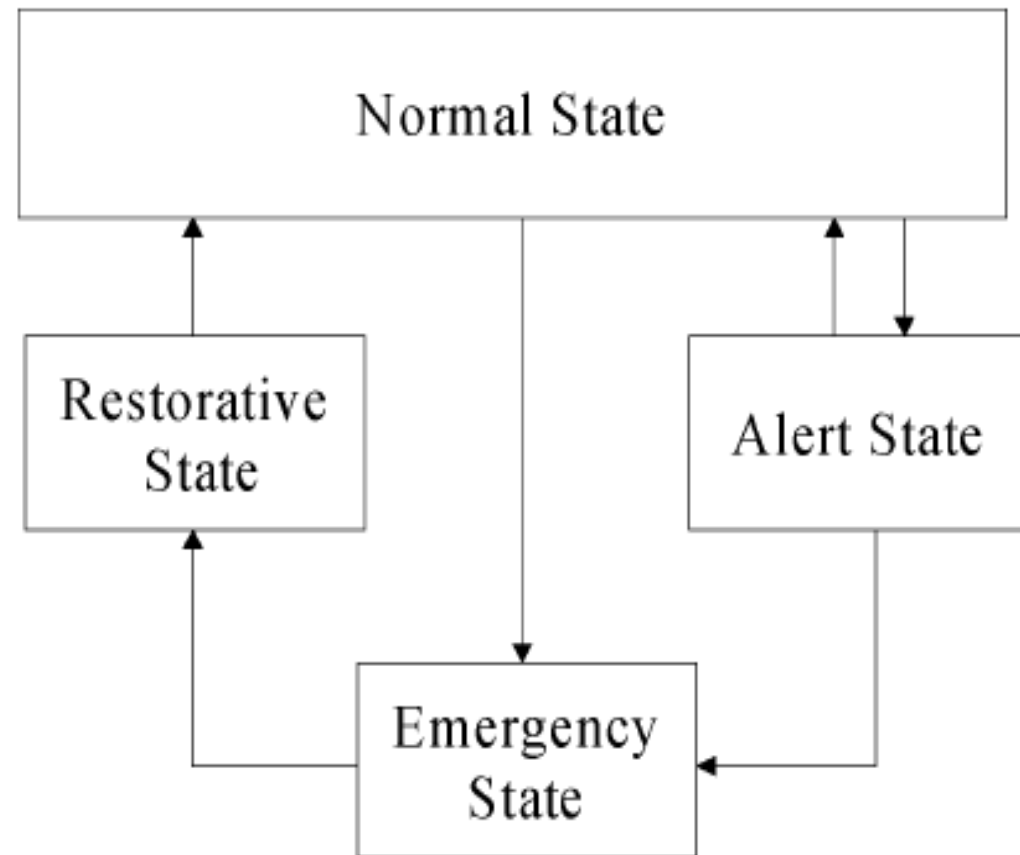 Normal State
Restorative
State
Alert State
Emergency
State